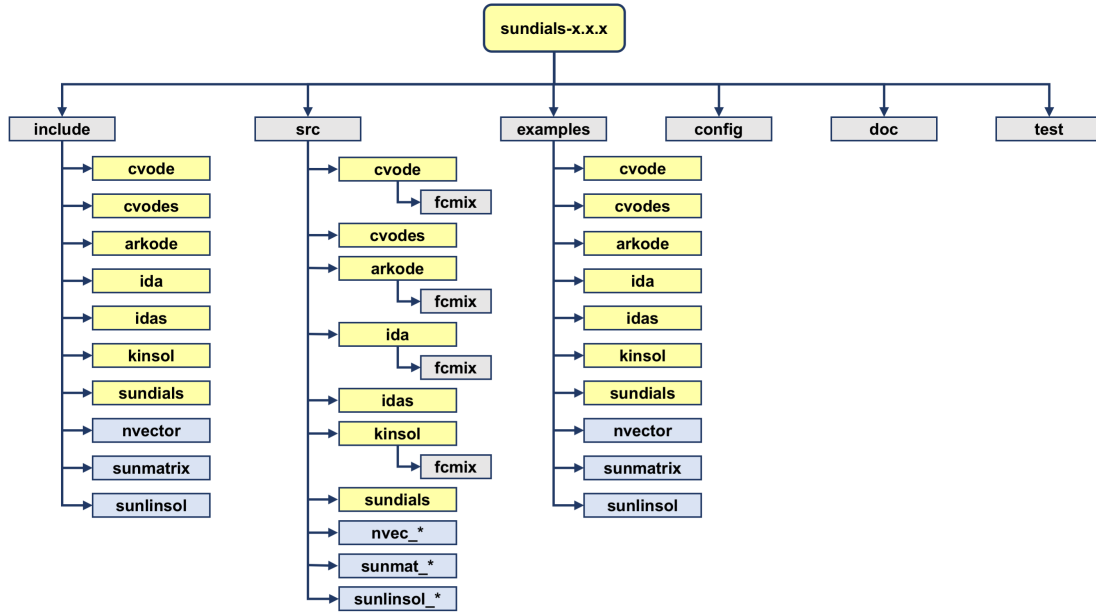 sundials-x.x.x
include
src
examples
config
doc
test
cvode
cvodes
arkode
ida
idas
kinsol
sundials
nvector
sunmatrix
sunlinsol
cvode
fcmix
cvodes
arkode
fcmix
ida
fcmix
idas
kinsol
fcmix
sundials
nvec_*
sunmat_*
sunlinsol_*
cvode
cvodes
arkode
ida
idas
kinsol
sundials
nvector
sunmatrix
sunlinsol